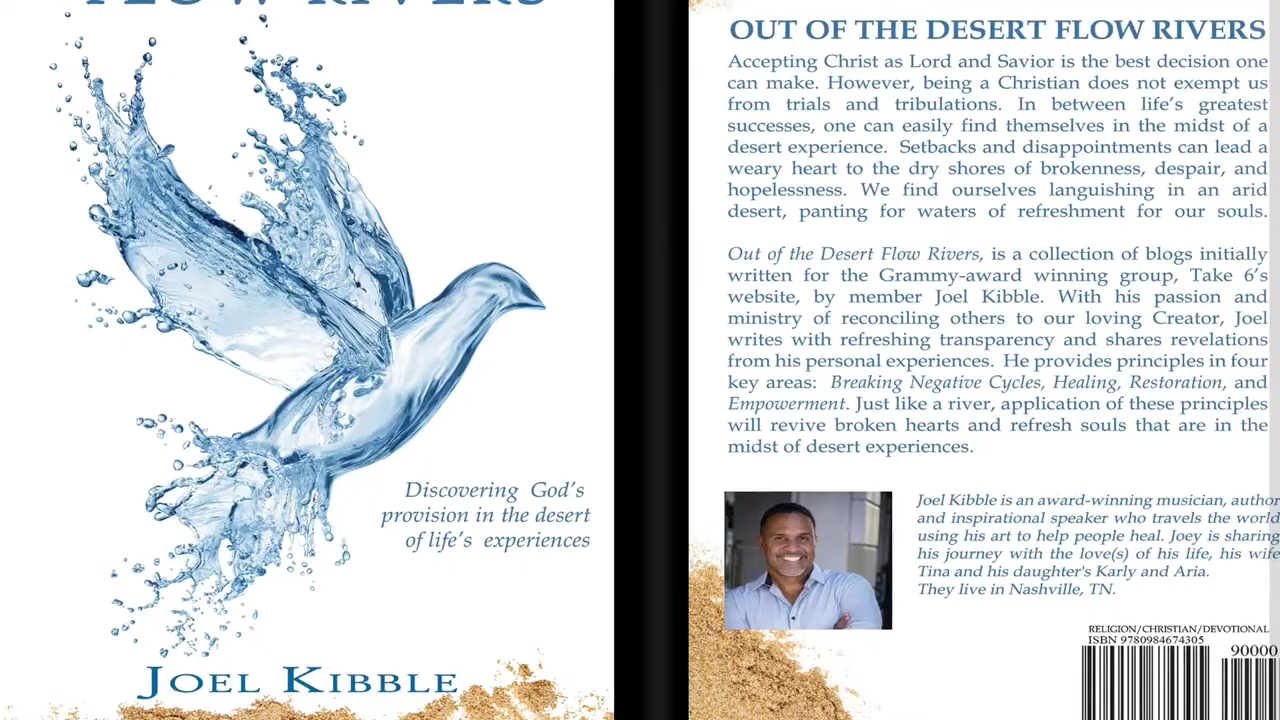 FLOW RIVERS
Discovering God's
provision in the desert
of life's experiences
JOEL KIBBLE
OUT OF THE DESERT FLOW RIVERS
Accepting Christ as Lord and Savior is the best decision one
can make. However, being a Christian does not exempt us
from trials and tribulations. In between life's greatest
successes, one can easily find themselves in the midst of a
desert experience. Setbacks and disappointments can lead a
weary heart to the dry shores of brokenness, despair, and
hopelessness. We find ourselves languishing in an arid
desert, panting for waters of refreshment for our souls.
Out of the Desert Flow Rivers, is a collection of blogs initially
written for the Grammy-award winning group, Take 6's
website, by member Joel Kibble. With his passion and
ministry of reconciling others to our loving Creator, Joel
writes with refreshing transparency and shares revelations
from his personal experiences. He provides principles in four
key areas: Breaking Negative Cycles, Healing, Restoration, and
Empowerment. Just like a river, application of these principles
will revive broken hearts and refresh souls that are in the
midst of desert experiences.
Joel Kibble is an award-winning musician, author
and inspirational speaker who travels the world
using his art to help people heal. Joey is sharing
his journey with the love(s) of his life, his wife
Tina and his daughter's Karly and Aria.
They live in Nashville, TN.
RELIGION/CHRISTIAN/DEVOTIONAL
ISBN 9780984674305
90000